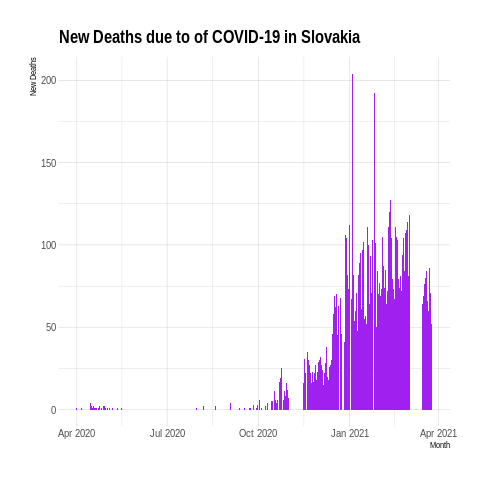 New Deaths due to of COVID-19 in Slovakia
New Deaths
200
150
100
50
0
Apr 2020 Jul 2020 Oct 2020 Jan 2021 Apr 2021
Month